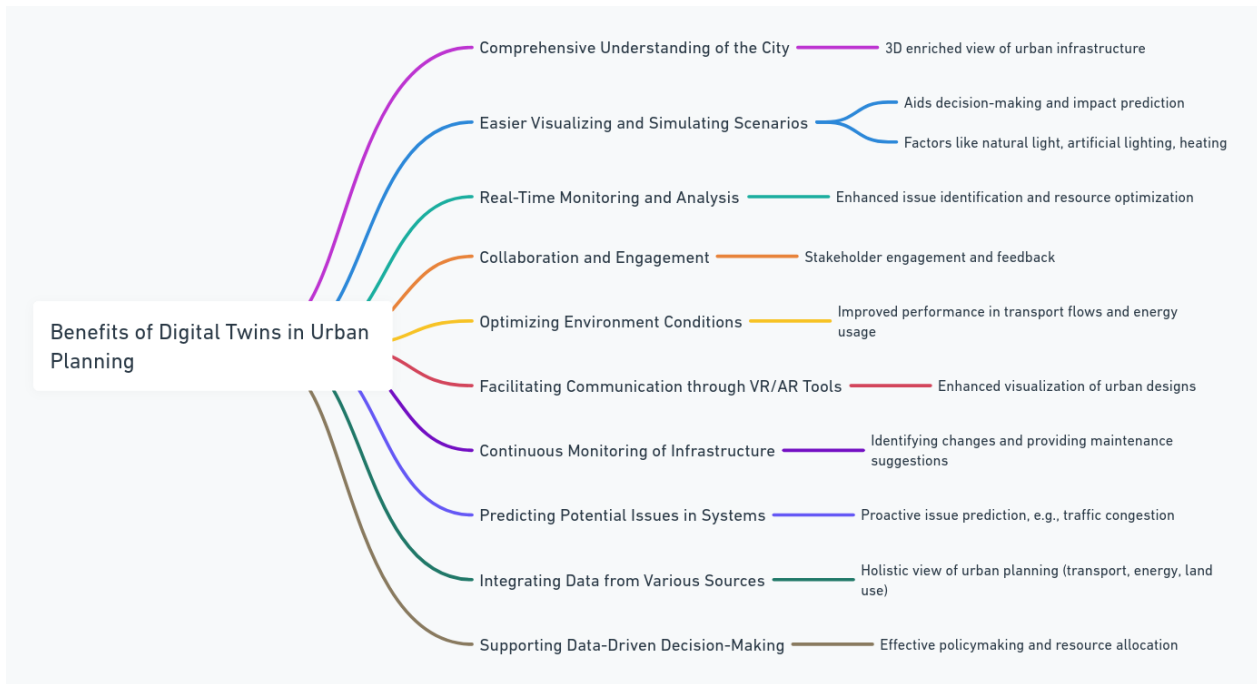 Benefits of Digital Twins in Urban
Planning
Comprehensive Understanding of the City
3D enriched view of urban infrastructure
Easier Visualizing and Simulating Scenarios
Aids decision-making and impact prediction
Factors like natural light, artificial lighting, heating
Real-Time Monitoring and Analysis
Enhanced issue identification and resource optimization
Collaboration and Engagement
Stakeholder engagement and feedback
Optimizing Environment Conditions
Improved performance in transport flows and energy
usage
Facilitating Communication through VR/AR Tools
Enhanced visualization of urban designs
Continuous Monitoring of Infrastructure
Identifying changes and providing maintenance
suggestions
Predicting Potential Issues in Systems
Proactive issue prediction, e.g., traffic congestion
Integrating Data from Various Sources
Holistic view of urban planning (transport, energy, land
use)
Supporting Data-Driven Decision-Making
Effective policymaking and resource allocation